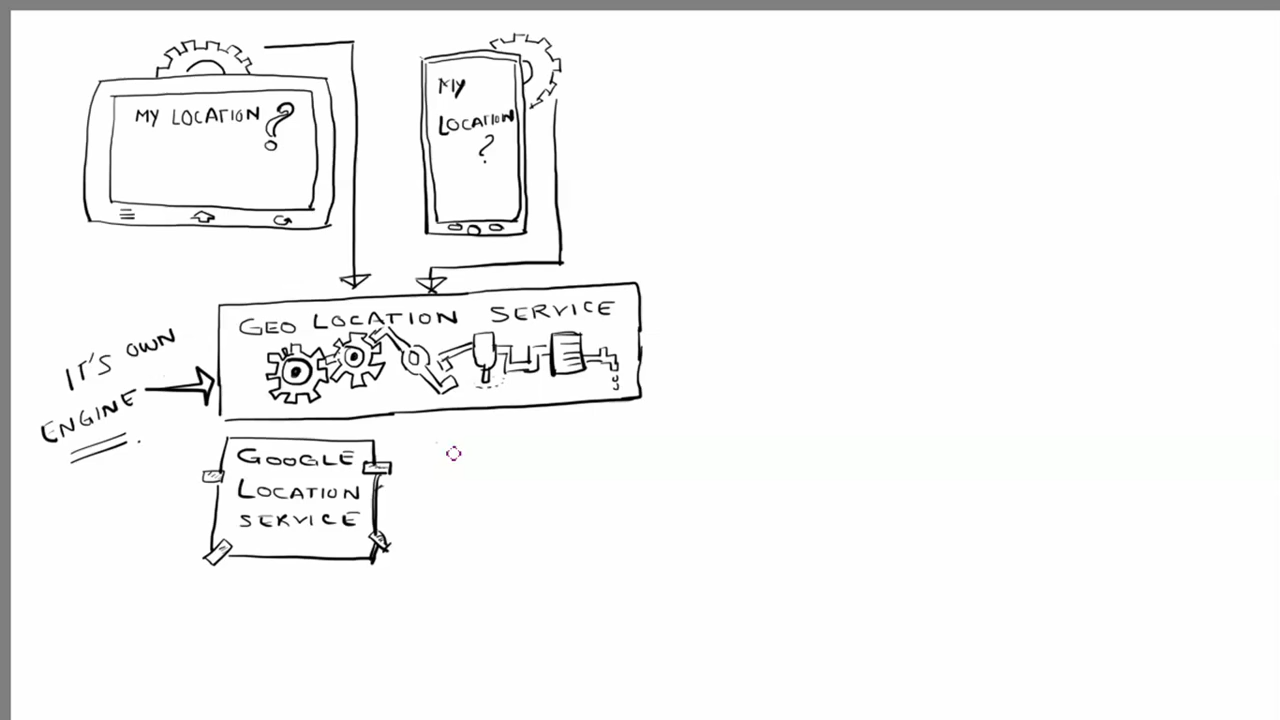 MY LOCATION ?
MY
LOCATION
?
GEO LOCATION SERVICE
IT'S OWN
ENGINE.
GOOGLE
LOCATION
SERVICE